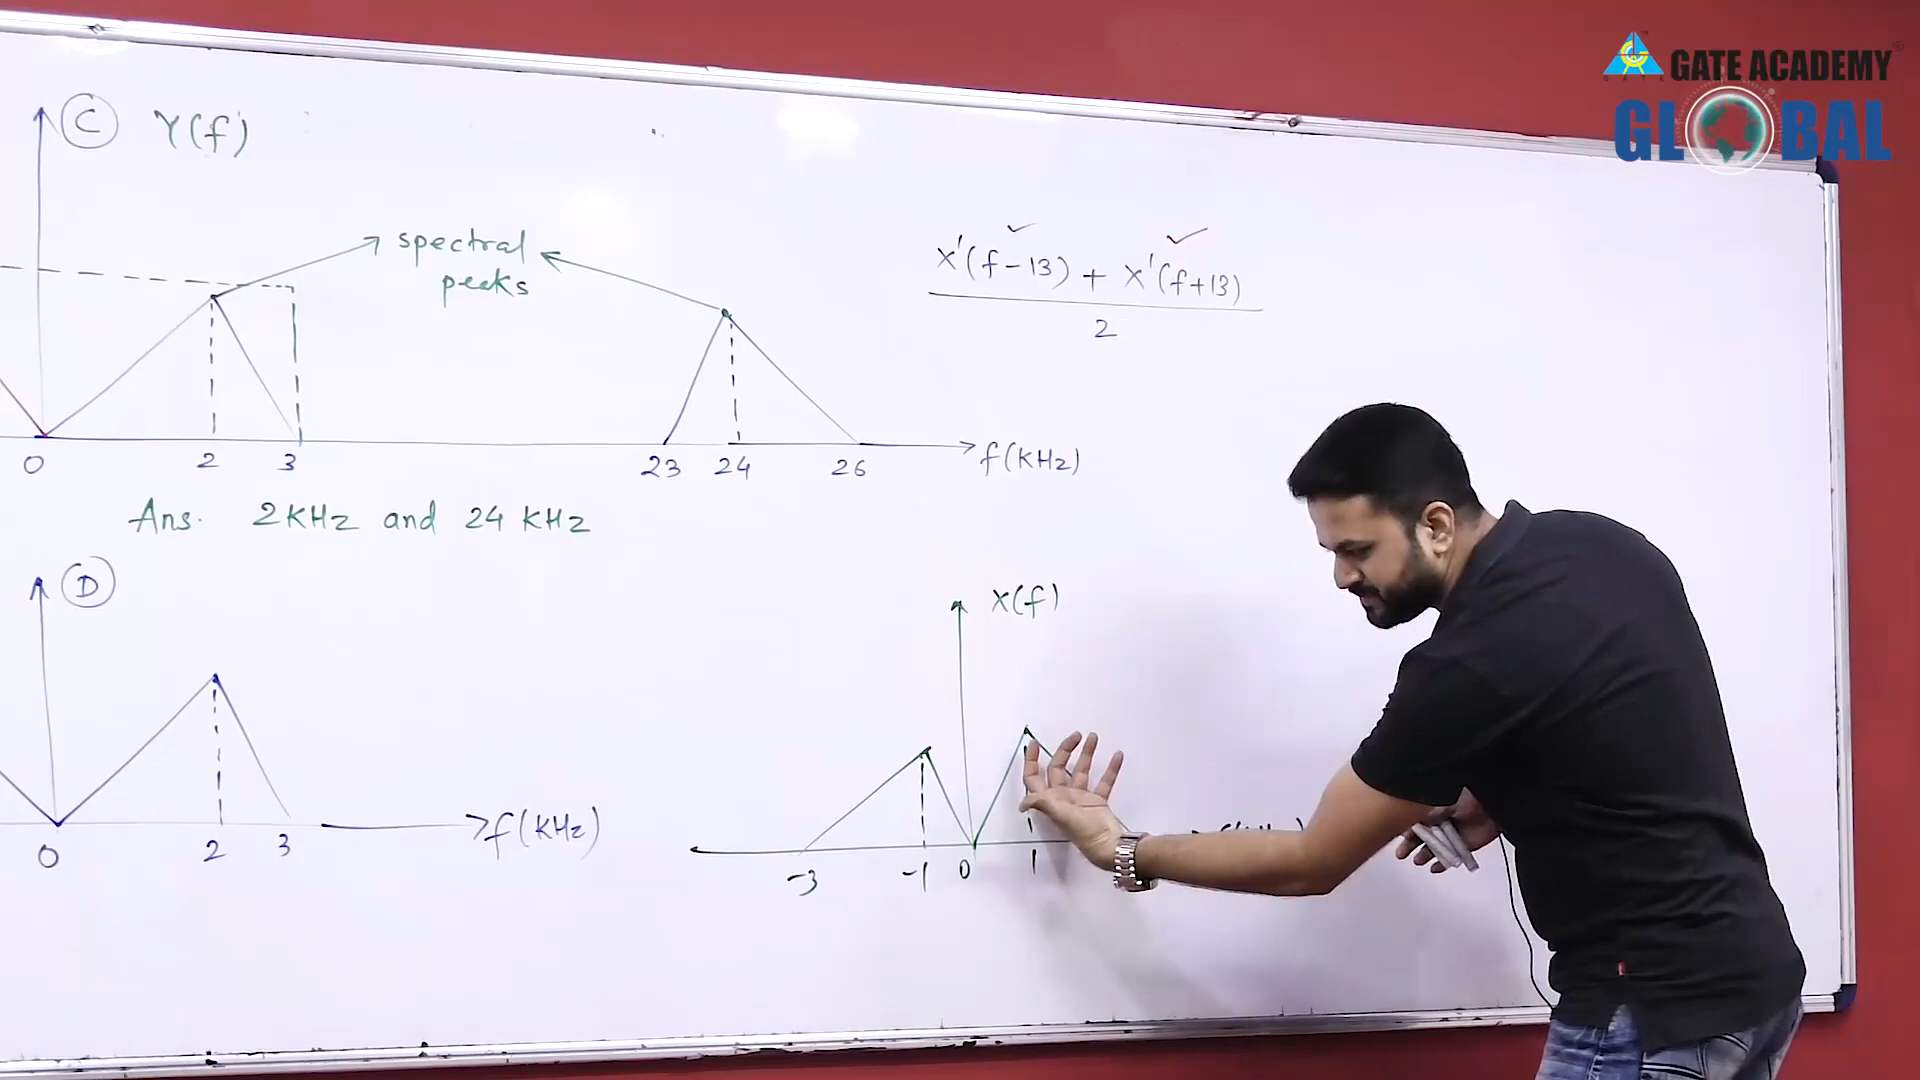 GATE ACADEMY
GLOBAL
C Y(f)
spectral
peeks
X'(f-13) + X'(f+13)
2
0 2 3 23 24 26 f(KHz)
Ans. 2KHz and 24 KHz
D
X(f)
f(KHz)
0 2 3
-3 -1 0 1